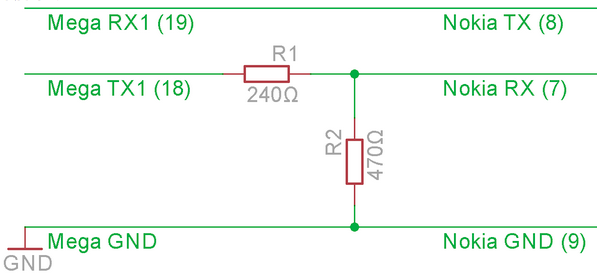 Mega RX1 (19) Nokia TX (8)
R1
Mega TX1 (18) 240Ω Nokia RX (7)
R2
470Ω
Mega GND Nokia GND (9)
GND